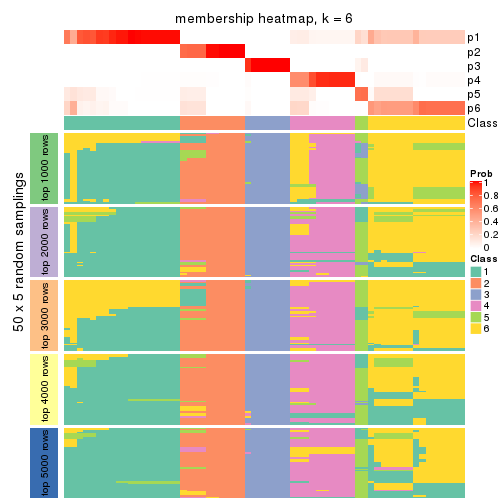 membership heatmap, k = 6
p1
p2
p3
p4
p5
p6
Class
50 x 5 random samplings
top 1000 rows
top 2000 rows
top 3000 rows
top 4000 rows
top 5000 rows
Prob
1
0.8
0.6
0.4
0.2
0
Class
1
2
3
4
5
6